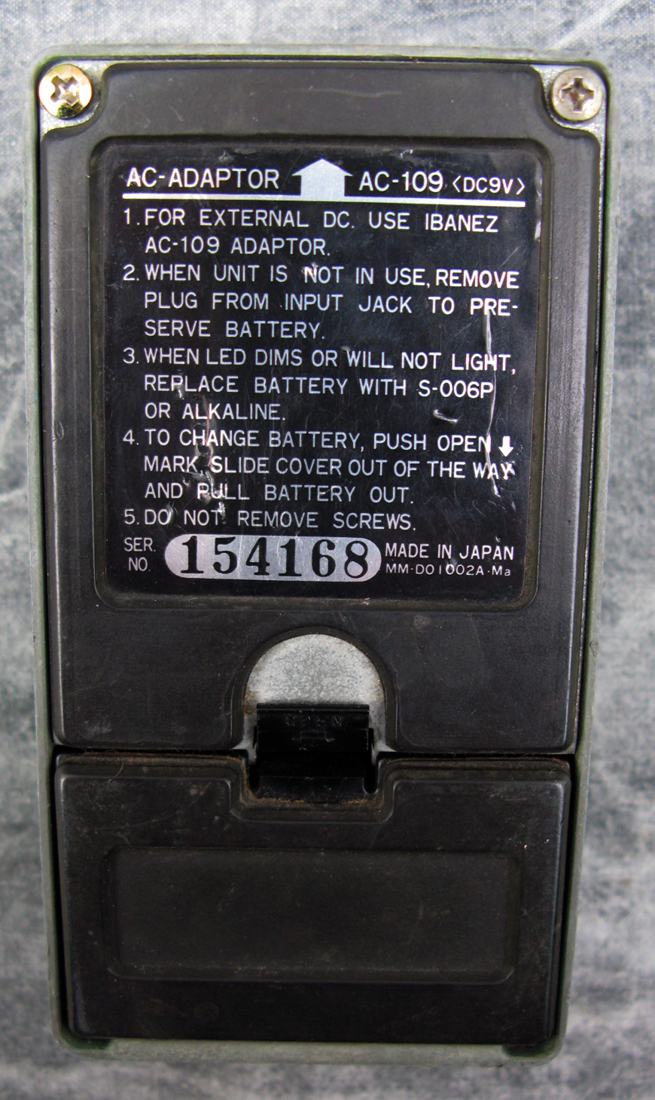 AC-ADAPTOR AC-109 <DC9V>
1. FOR EXTERNAL DC. USE IBANEZ
AC-109 ADAPTOR.
2. WHEN UNIT IS NOT IN USE, REMOVE
PLUG FROM INPUT JACK TO PRE-
SERVE BATTERY.
3. WHEN LED DIMS OR WILL NOT LIGHT,
REPLACE BATTERY WITH S-006P
OR ALKALINE.
4. TO CHANGE BATTERY, PUSH OPEN ⬇
MARK, SLIDE COVER OUT OF THE WAY
AND PULL BATTERY OUT.
5. DO NOT REMOVE SCREWS.
SER. NO. 154168 MADE IN JAPAN
MM-DO1002A-Ma
OPEN